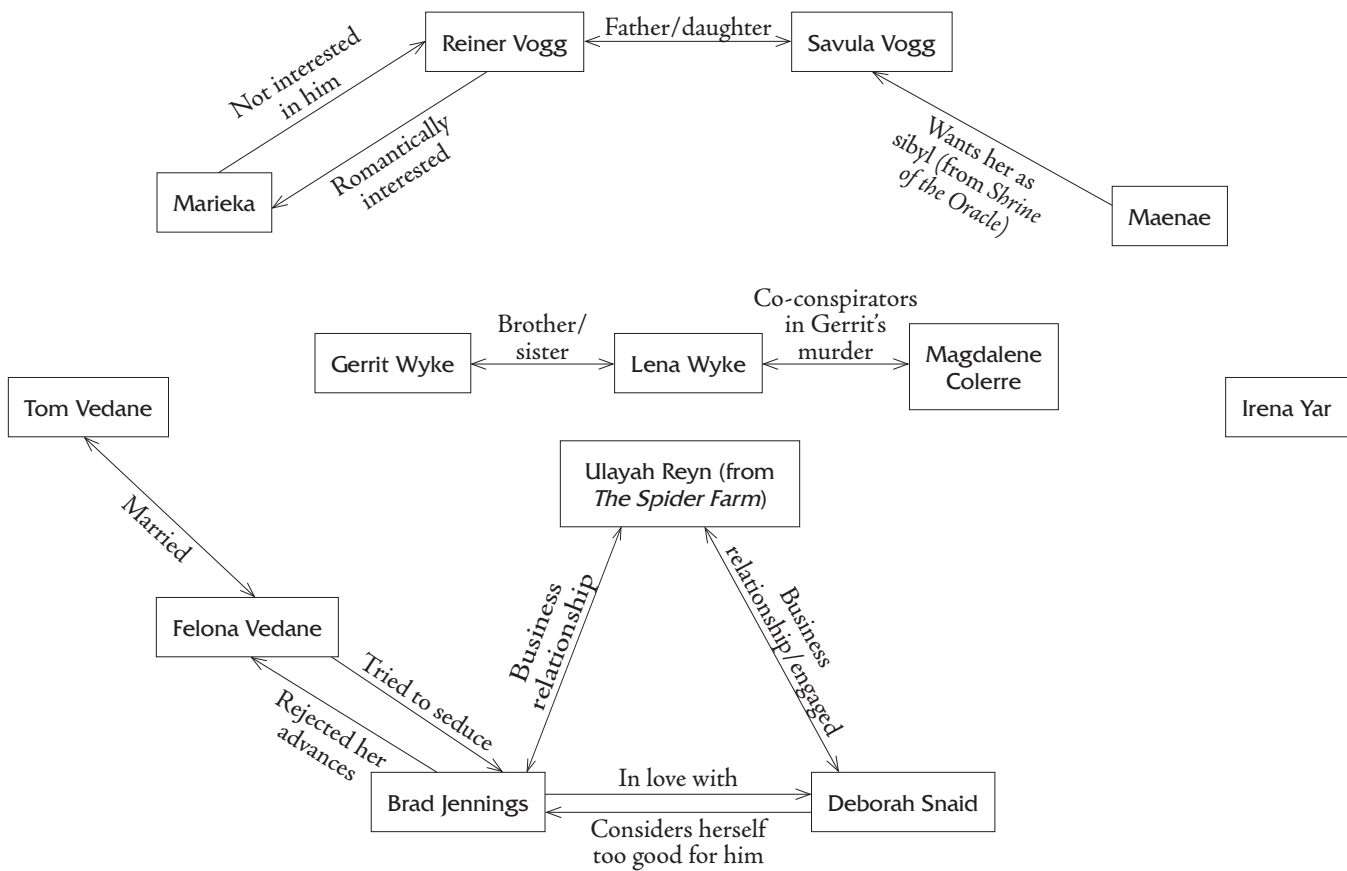 Reiner Vogg
Father/daughter
Savula Vogg
Not interested
in him
Romantically
interested
Wants her as
sibyl (from Shrine
of the Oracle)
Marieka
Maenae
Gerrit Wyke
Brother/
sister
Lena Wyke
Co-conspirators
in Gerrit's
murder
Magdalene
Colerre
Tom Vedane
Irena Yar
Ulayah Reyn (from
The Spider Farm)
Married
Felona Vedane
Business
relationship
Business
relationship/engaged
Tried to seduce
Rejected her
advances
Brad Jennings
In love with
Considers herself
too good for him
Deborah Snaid